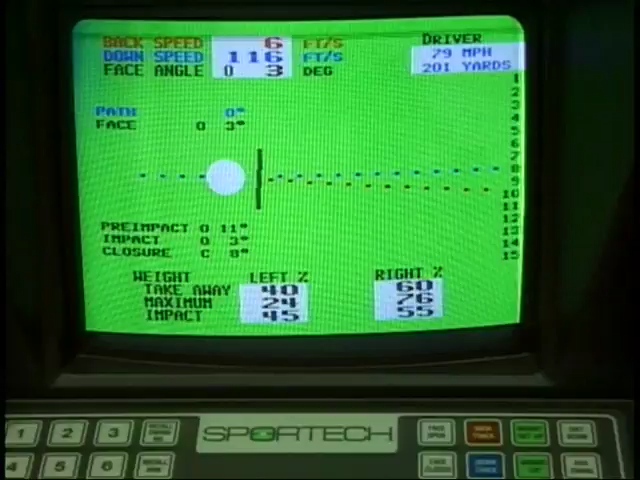 BACK SPEED 6 FT/S
DRIVER
DOWN SPEED 116 FT/S
79 MPH
FACE ANGLE O 3 DEG
201 YARDS
1
2
3
4
5
6
7
8
9
10
11
12
13
14
15
PATH 0°
FACE O 3°
PREIMPACT O 11°
IMPACT O 3°
CLOSURE C 8°
WEIGHT LEFT % RIGHT %
TAKE AWAY 40 60
MAXIMUM 24 76
IMPACT 45 55
1 2 3
SPORTECH
4 5 6